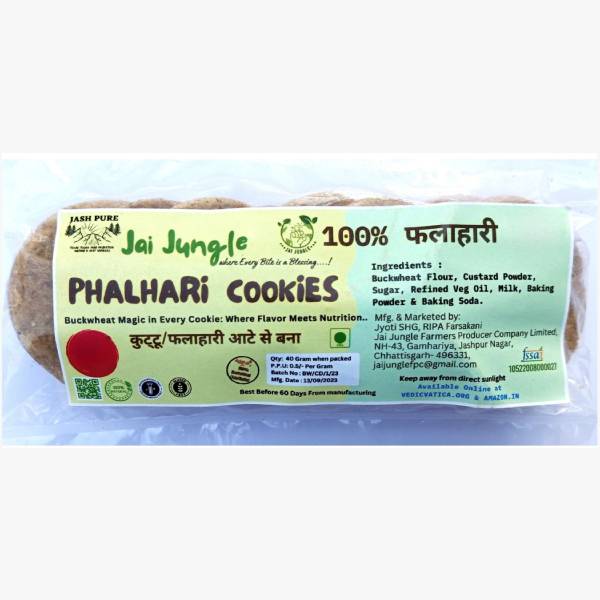 JASH PURE
Jai Jungle
where Every Bite is a Blessing....!
JAI JUNGLE
PHALHARI COOKIES
Buckwheat Magic in Every Cookie: Where Flavor Meets Nutrition..
कुट्टू/फलाहारी आटे से बना
Qty: 40 Gram when packed
P.P.U: 0.5/- Per Gram
Batch No : BW/CD/1/23
Mfg. Date : 13/09/2023
Best Before 60 Days From manufacturing
100% फलाहारी
Ingredients :
Buckwheat Flour, Custard Powder,
Sugar, Refined Veg Oil, Milk, Baking
Powder & Baking Soda.
Mfg. & Marketed by:
Jyoti SHG, RIPA Farsakani
Jai Jungle Farmers Producer Company Limited,
NH-43, Gamhariya, Jashpur Nagar,
Chhattisgarh- 496331,
jaijunglefpc@gmail.com
fssai
10522008000027
Keep away from direct sunlight
Available Online at
VEDICVATICA.ORG & AMAZON.IN